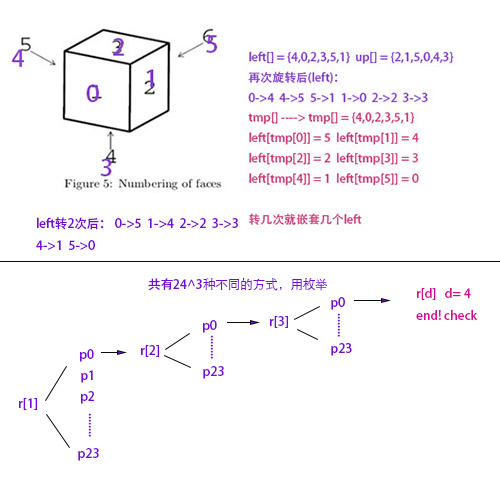 5
4
3
2
6
5
0
1
1
2
4
3
Figure 5: Numbering of faces
left[] = {4,0,2,3,5,1} up[] = {2,1,5,0,4,3}
再次旋转后(left)：
0->4 4->5 5->1 1->0 2->2 3->3
tmp[] ----> tmp[] = {4,0,2,3,5,1}
left[tmp[0]] = 5 left[tmp[1]] = 4
left[tmp[2]] = 2 left[tmp[3]] = 3
left[tmp[4]] = 1 left[tmp[5]] = 0
转几次就嵌套几个left
left转2次后： 0->5 1->4 2->2 3->3
4->1 5->0
共有24^3种不同的方式，用枚举
r[1]
p0
p1
p2
p23
r[2]
p0
p23
r[3]
p0
p23
r[d] d= 4
end! check